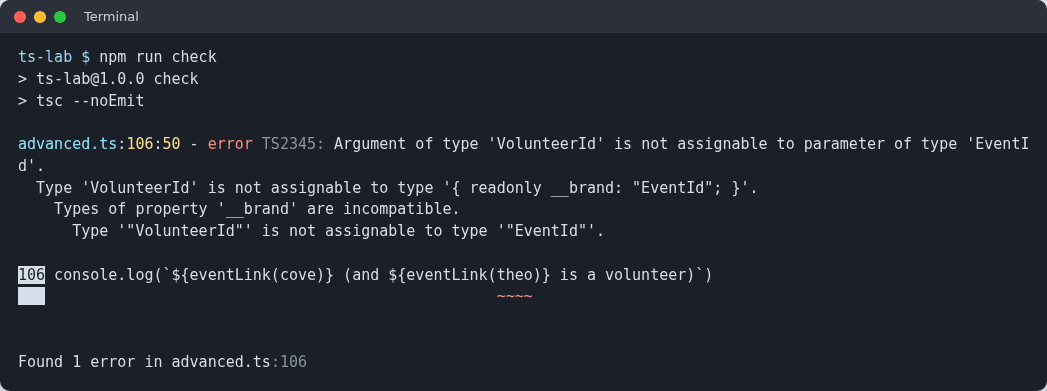 Terminal
ts-lab $ npm run check
> ts-lab@1.0.0 check
> tsc --noEmit
advanced.ts:106:50 - error TS2345: Argument of type 'VolunteerId' is not assignable to parameter of type 'EventI
d'.
  Type 'VolunteerId' is not assignable to type '{ readonly __brand: "EventId"; }'.
    Types of property '__brand' are incompatible.
      Type '"VolunteerId"' is not assignable to type '"EventId"'.
106 console.log(`${eventLink(cove)} (and ${eventLink(theo)} is a volunteer)`)
                                                     ~~~~
Found 1 error in advanced.ts:106